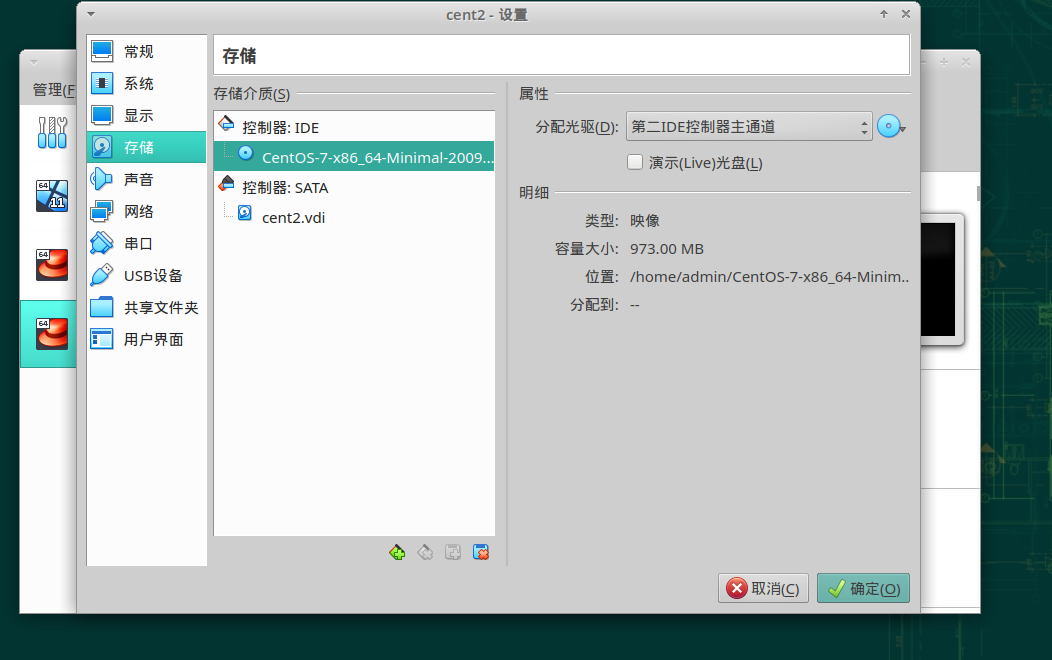 cent2 - 设置
管理(F
常规
系统
显示
存储
声音
网络
串口
USB设备
共享文件夹
用户界面
64
11
64
64
存储
存储介质(S)
控制器: IDE
CentOS-7-x86_64-Minimal-2009...
控制器: SATA
cent2.vdi
属性
分配光驱(D): 第二IDE控制器主通道
演示(Live)光盘(L)
明细
类型: 映像
容量大小: 973.00 MB
位置: /home/admin/CentOS-7-x86_64-Minim..
分配到: --
取消(C)
确定(O)